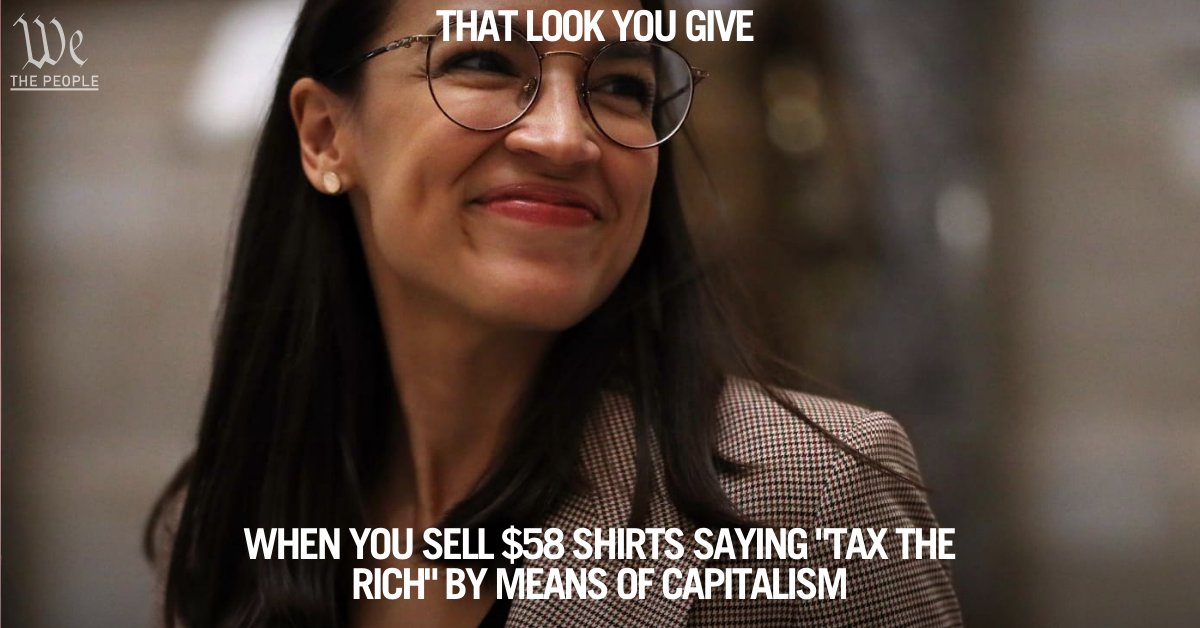 THAT LOOK YOU GIVE
We
THE PEOPLE
WHEN YOU SELL $58 SHIRTS SAYING "TAX THE
RICH" BY MEANS OF CAPITALISM